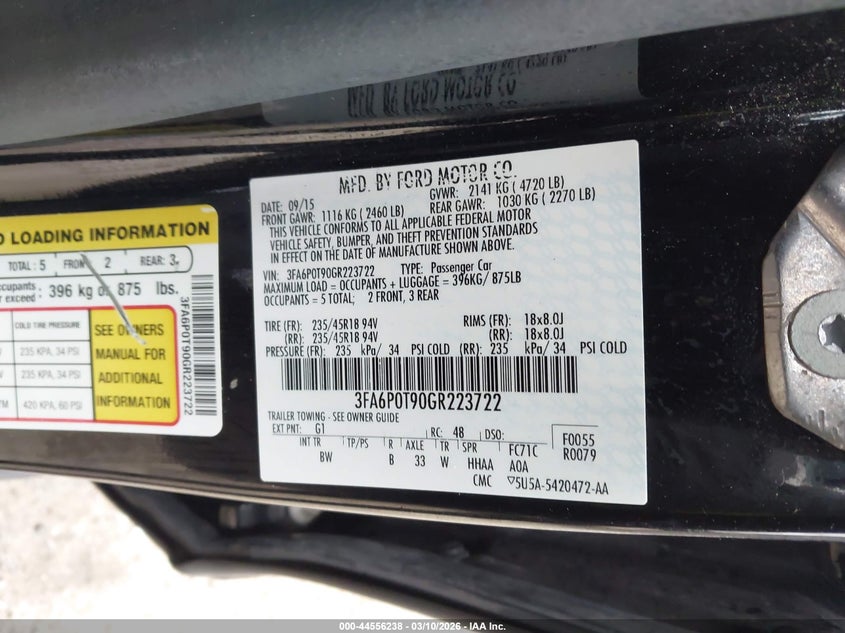 MFD. BY FORD MOTOR CO.
DATE: 09/15
GVWR: 2141 KG ( 4720 LB)
FRONT GAWR: 1116 KG ( 2460 LB)
REAR GAWR: 1030 KG ( 2270 LB)
THIS VEHICLE CONFORMS TO ALL APPLICABLE FEDERAL MOTOR
VEHICLE SAFETY, BUMPER, AND THEFT PREVENTION STANDARDS
IN EFFECT ON THE DATE OF MANUFACTURE SHOWN ABOVE.
VIN: 3FA6P0T90GR223722 TYPE: Passenger Car
MAXIMUM LOAD = OCCUPANTS + LUGGAGE = 396KG/ 875LB
OCCUPANTS = 5 TOTAL; 2 FRONT, 3 REAR
TIRE (FR): 235/45R18 94V RIMS (FR): 18x8.0J
(RR): 235/45R18 94V (RR): 18x8.0J
PRESSURE (FR): 235 kPa/ 34 PSI COLD (RR): 235 kPa/ 34 PSI COLD
3FA6P0T90GR223722
TRAILER TOWING - SEE OWNER GUIDE
EXT PNT: G1 RC: 48 DSO: F0055
R0079
INT TR TP/PS R AXLE TR SPR FC71C
BW B 33 W HHAA A0A
CMC 5U5A-5420472-AA
LOADING INFORMATION
TOTAL : 5 FRONT 2 REAR: 3
396 kg or 875 lbs.
exceed
COLD TIRE PRESSURE
235 KPA, 34 PSI
235 KPA, 34 PSI
420 KPA, 60 PSI
SEE OWNERS
MANUAL FOR
ADDITIONAL
INFORMATION
3FA6P0T90GR223722
000-44556238 - 03/10/2026 - IAA Inc.